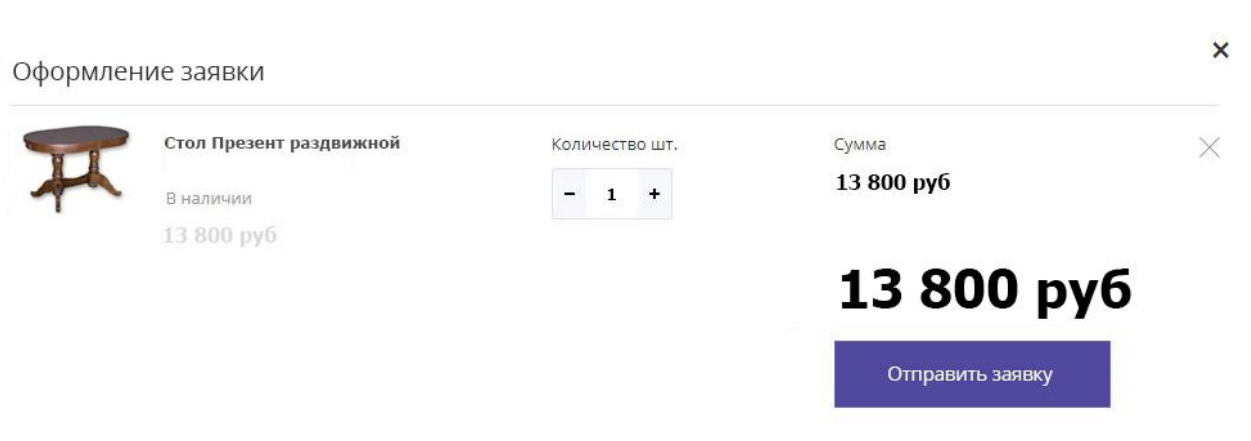 Оформление заявки
Стол Презент раздвижной
В наличии
13 800 руб
Количество шт.
- 1 +
Сумма
13 800 руб
13 800 руб
Отправить заявку